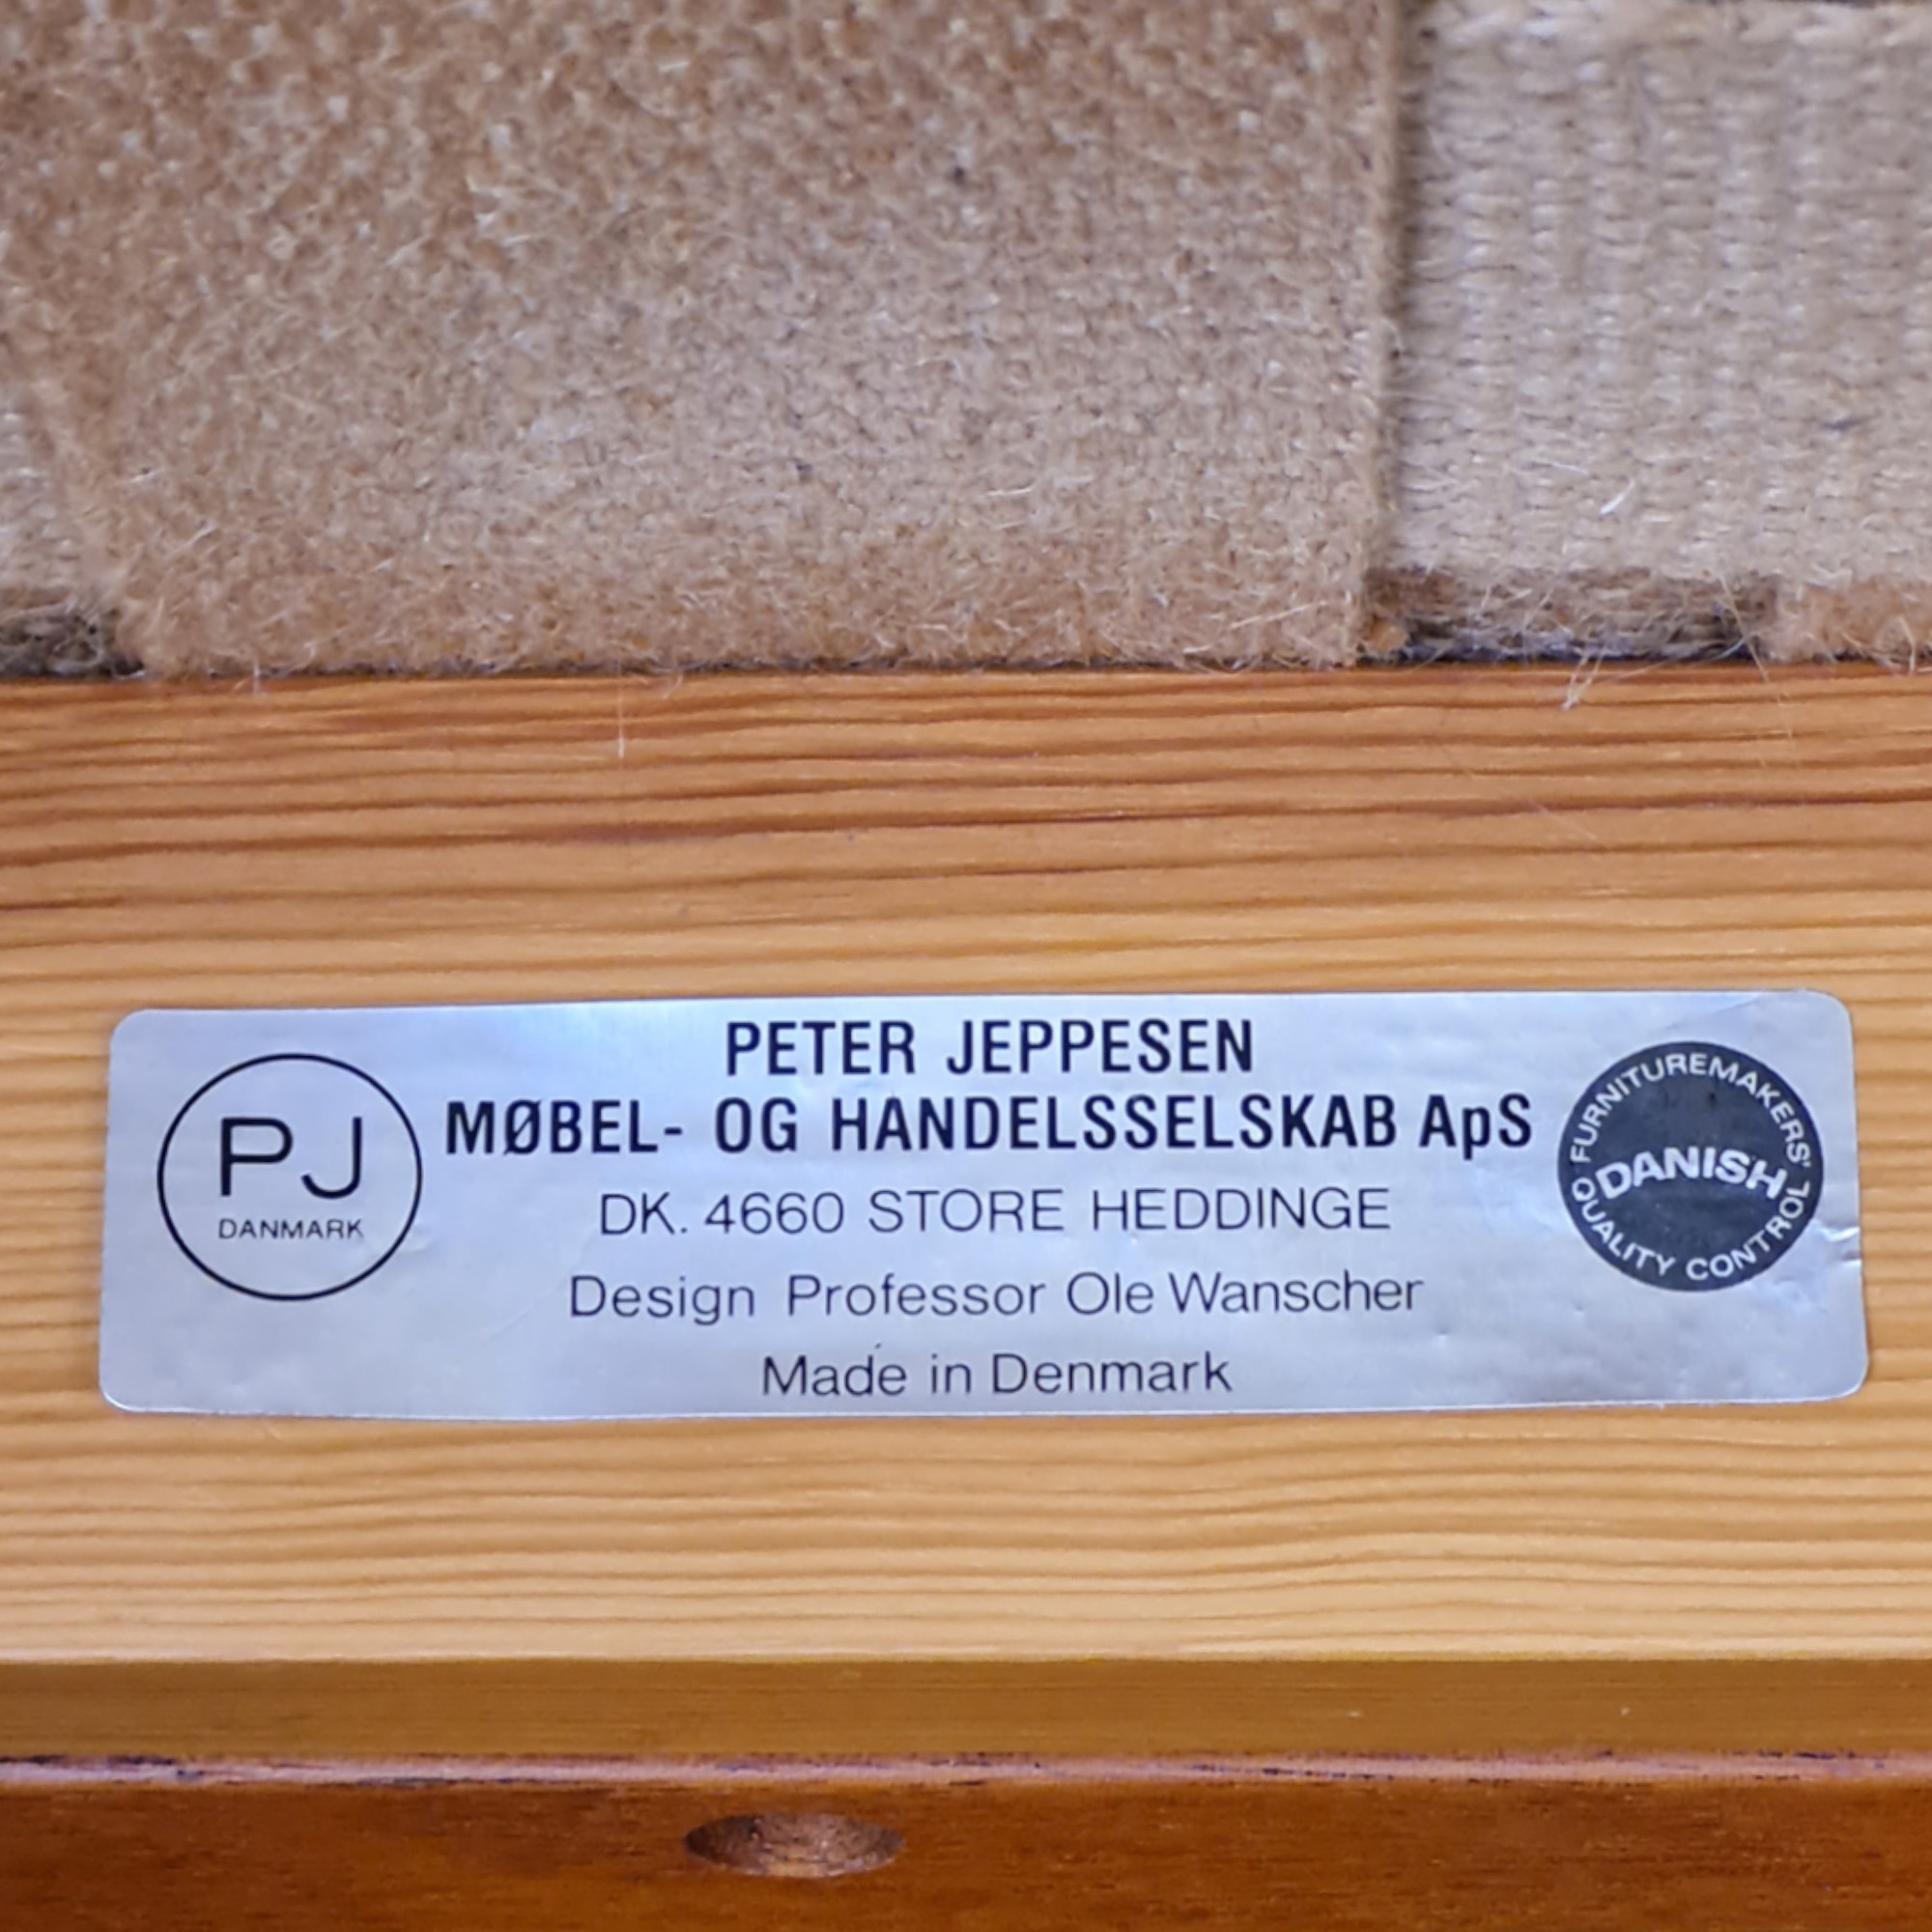 PJ
DANMARK
PETER JEPPESEN
MØBEL- OG HANDELSSELSKAB ApS
DK. 4660 STORE HEDDINGE
Design Professor Ole Wanscher
Made in Denmark
FURNITUREMAKERS'
DANISH
QUALITY CONTROL